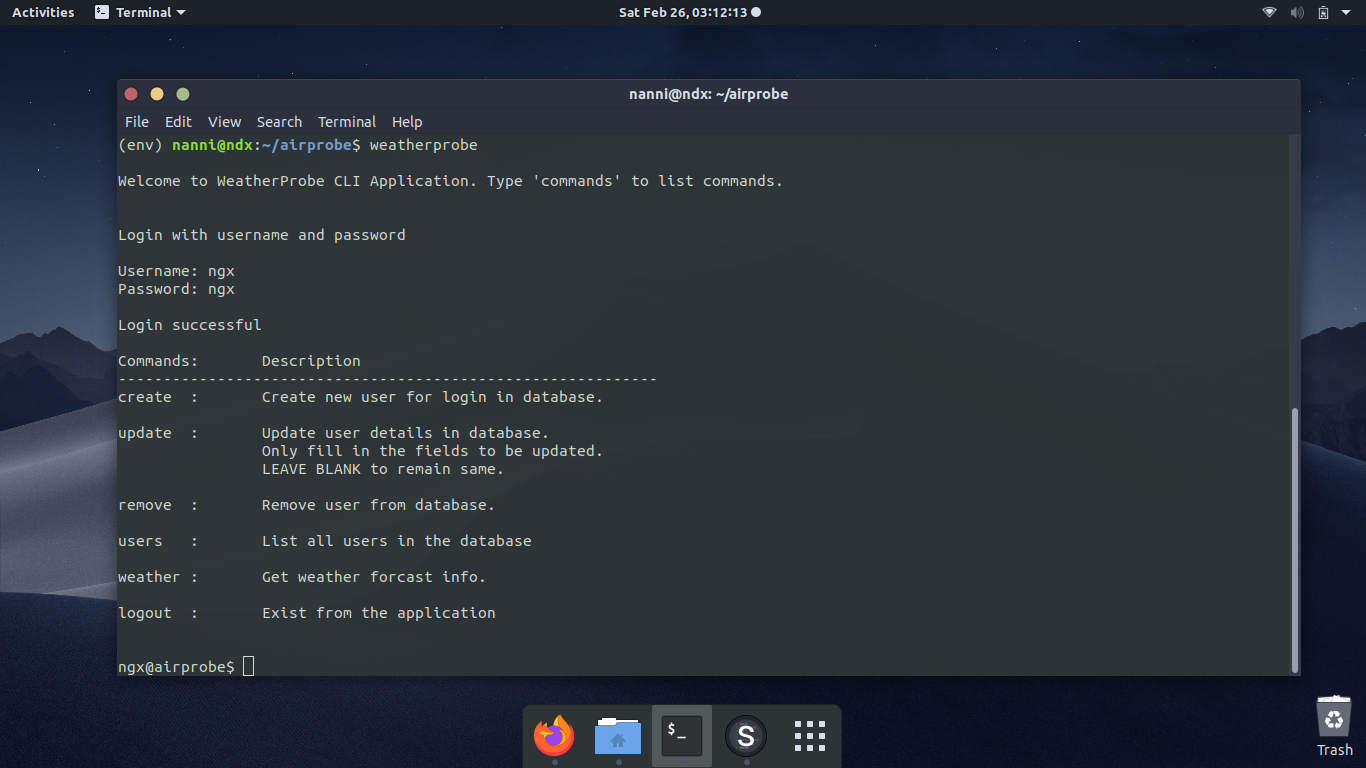 Activities Terminal Sat Feb 26, 03:12:13
nanni@ndx: ~/airprobe
File Edit View Search Terminal Help
(env) nanni@ndx:~/airprobe$ weatherprobe
Welcome to WeatherProbe CLI Application. Type 'commands' to list commands.
Login with username and password
Username: ngx
Password: ngx
Login successful
Commands: Description
------------------------------------------------------------
create : Create new user for login in database.
update : Update user details in database.
Only fill in the fields to be updated.
LEAVE BLANK to remain same.
remove : Remove user from database.
users : List all users in the database
weather : Get weather forcast info.
logout : Exist from the application
ngx@airprobe$
$_
S
Trash